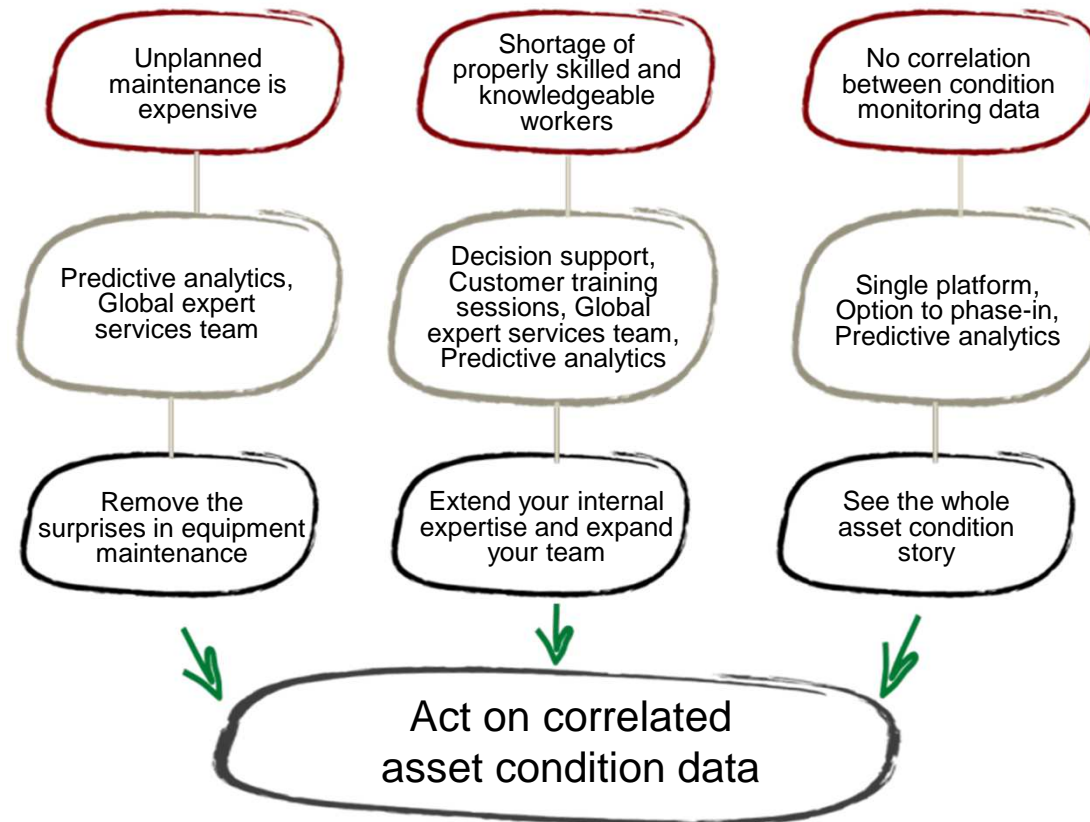 Unplanned
maintenance is
expensive
Shortage of
properly skilled and
knowledgeable
workers
No correlation
between condition
monitoring data
Predictive analytics,
Global expert
services team
Decision support,
Customer training
sessions, Global
expert services team,
Predictive analytics
Single platform,
Option to phase-in,
Predictive analytics
Remove the
surprises in equipment
maintenance
Extend your internal
expertise and expand
your team
See the whole
asset condition
story
Act on correlated
asset condition data